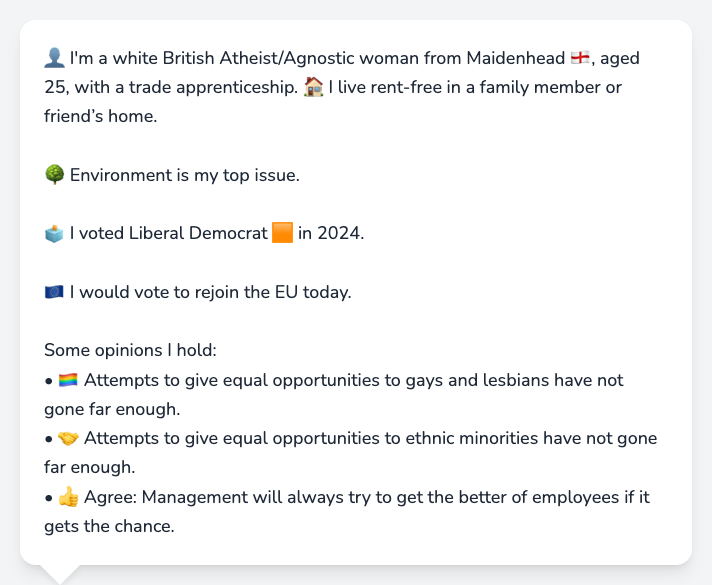 👤 I'm a white British Atheist/Agnostic woman from Maidenhead 🏴󠁧󠁢󠁥󠁮󠁧󠁿, aged
25, with a trade apprenticeship. 🏠 I live rent-free in a family member or
friend’s home.
🌳 Environment is my top issue.
🗳️ I voted Liberal Democrat 🟧 in 2024.
🇪🇺 I would vote to rejoin the EU today.
Some opinions I hold:
• 🏳️‍🌈 Attempts to give equal opportunities to gays and lesbians have not
gone far enough.
• 🤝 Attempts to give equal opportunities to ethnic minorities have not gone
far enough.
• 👍 Agree: Management will always try to get the better of employees if it
gets the chance.